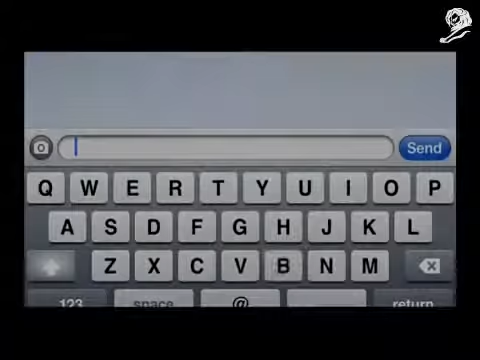 Send
Q W E R T Y U I O P
A S D F G H J K L
Z X C V B N M
123 space @ . return